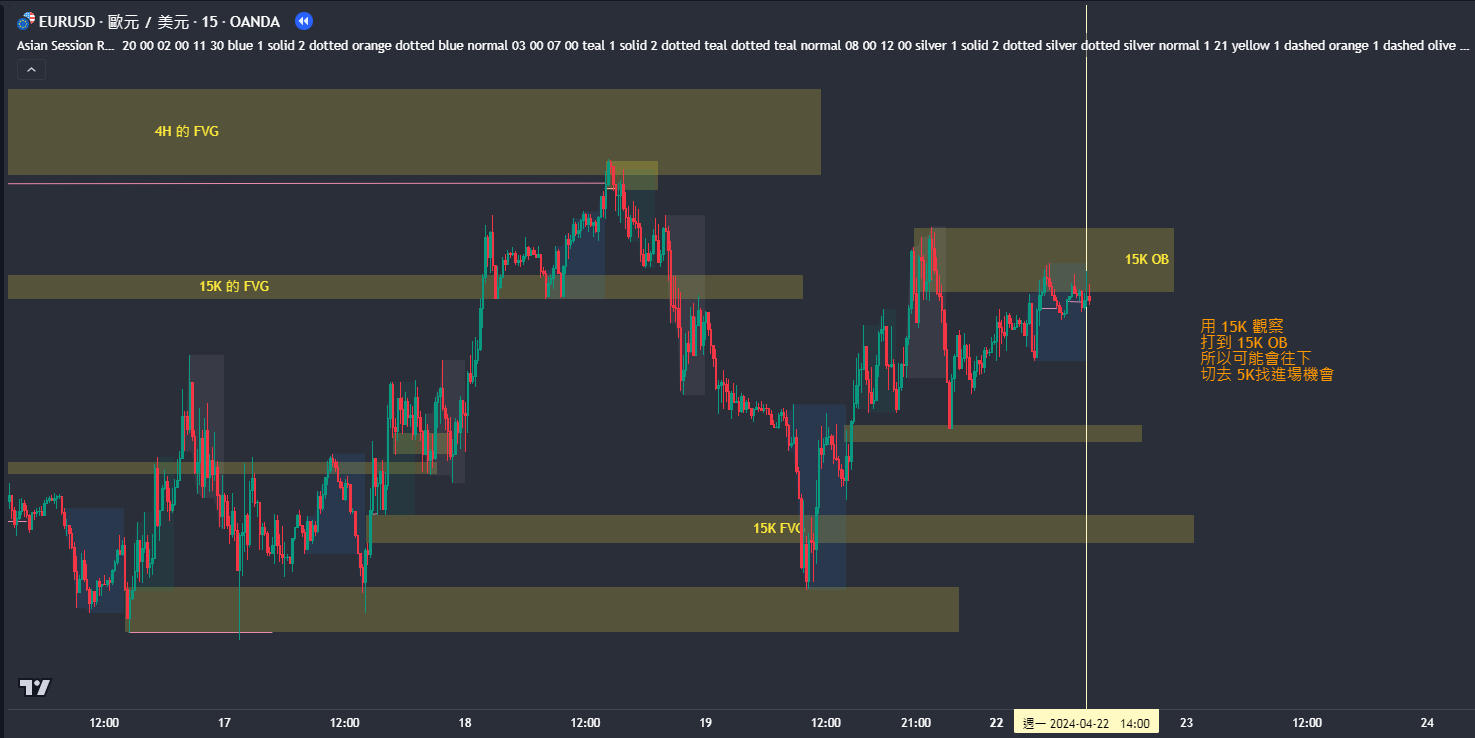 EURUSD · 歐元 / 美元 · 15 · OANDA
Asian Session R... 20 00 02 00 11 30 blue 1 solid 2 dotted orange dotted blue normal 03 00 07 00 teal 1 solid 2 dotted teal dotted teal normal 08 00 12 00 silver 1 solid 2 dotted silver dotted silver normal 1 21 yellow 1 dashed orange 1 dashed olive ...
4H 的 FVG
15K OB
15K 的 FVG
用 15K 觀察
打到 15K OB
所以可能會往下
切去 5K找進場機會
15K FVG
12:00 17 12:00 18 12:00 19 12:00 21:00 22 週一 2024-04-22 14:00 23 12:00 24